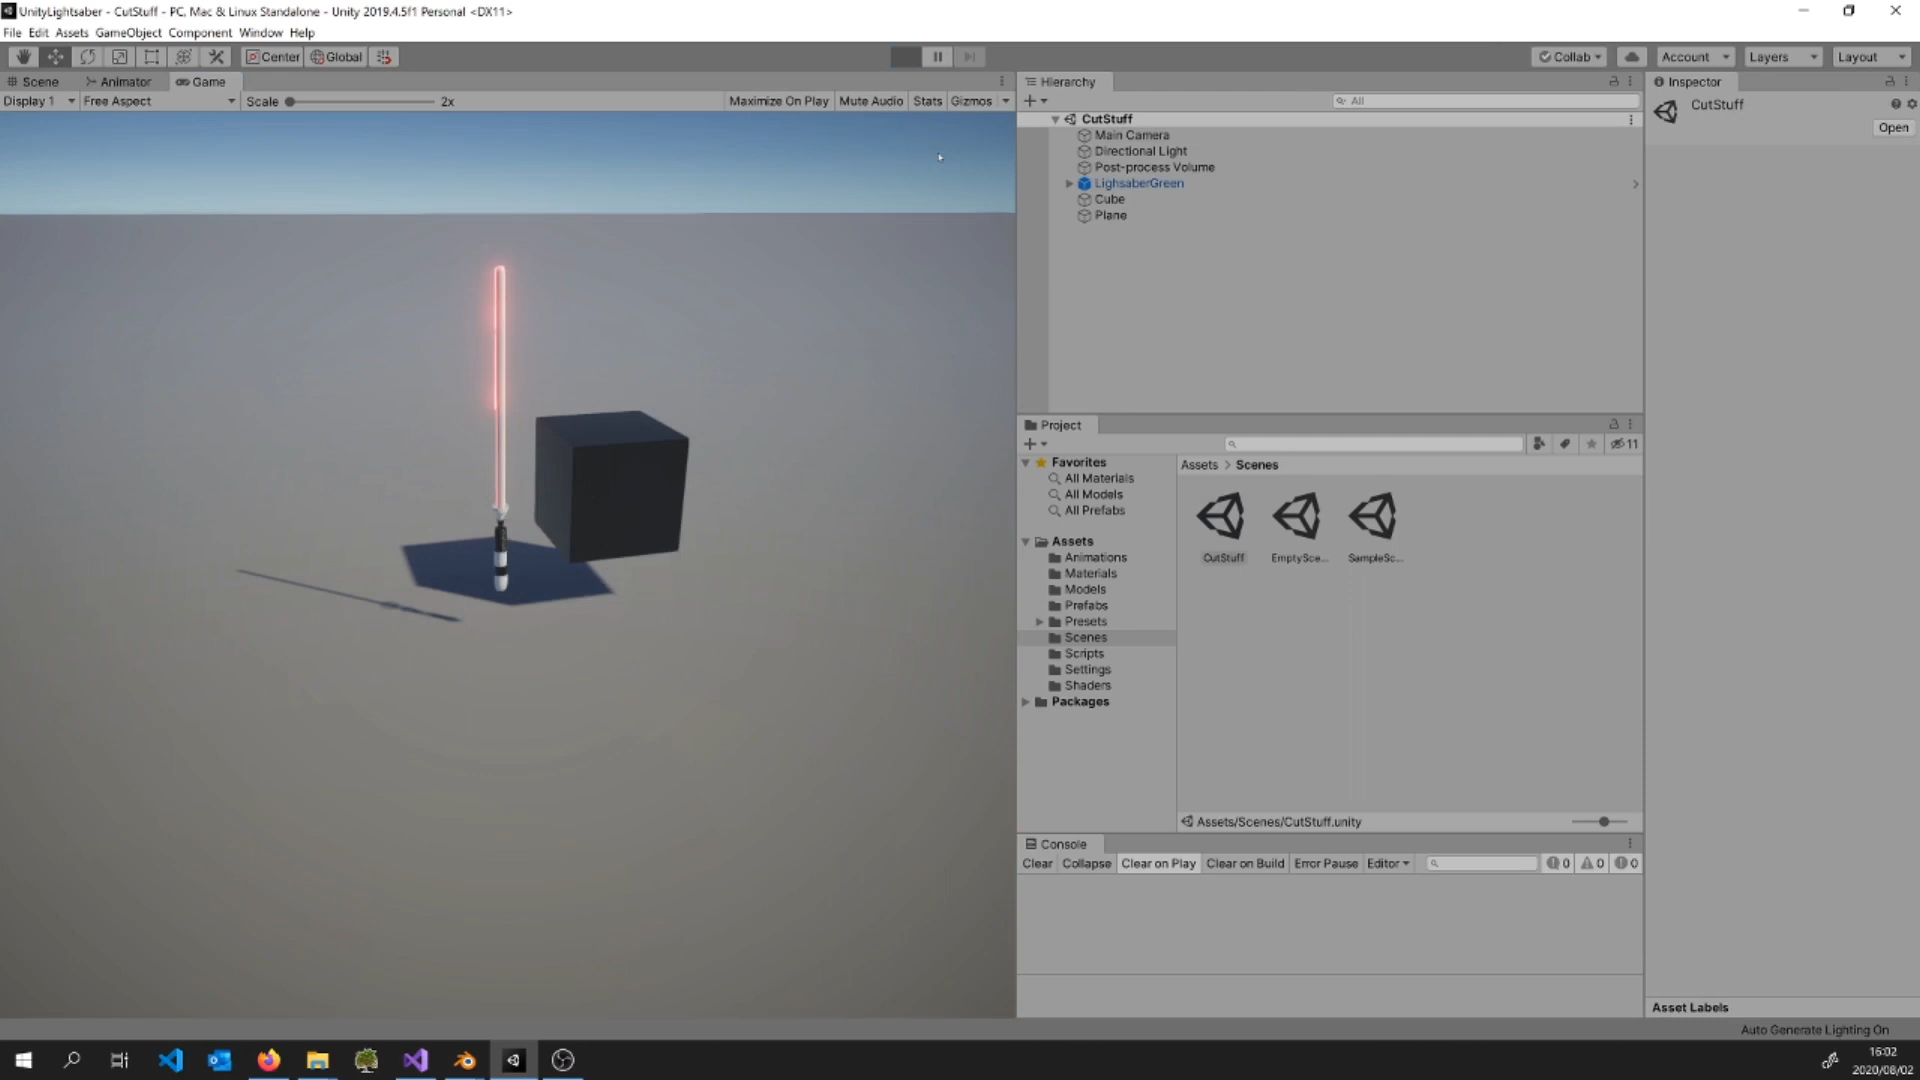 UnityLightsaber - CutStuff - PC, Mac & Linux Standalone - Unity 2019.4.5f1 Personal <DX11>
File Edit Assets GameObject Component Window Help
Center Global
Collab Account Layers Layout
Scene Animator Game
Display 1 Free Aspect Scale 2x Maximize On Play Mute Audio Stats Gizmos
Hierarchy
All
CutStuff
Main Camera
Directional Light
Post-process Volume
LighsaberGreen
Cube
Plane
Project
11
Favorites
All Materials
All Models
All Prefabs
Assets
Animations
Materials
Models
Prefabs
Presets
Scenes
Scripts
Settings
Shaders
Packages
Assets > Scenes
CutStuff EmptySce... SampleSc...
Assets/Scenes/CutStuff.unity
Console
Clear Collapse Clear on Play Clear on Build Error Pause Editor 0 0 0
Inspector
CutStuff
Open
Asset Labels
Auto Generate Lighting On
16:02
2020/08/02